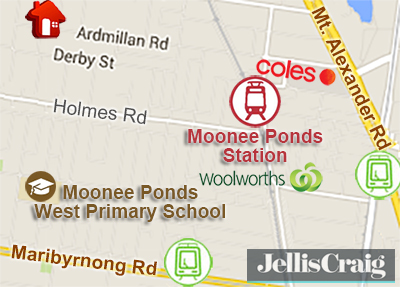 Ardmillan Rd
Derby St
Mt. Alexander Rd
coles
Holmes Rd
Moonee Ponds
Station
Woolworths
Moonee Ponds
West Primary School
Maribyrnong Rd
JellisCraig